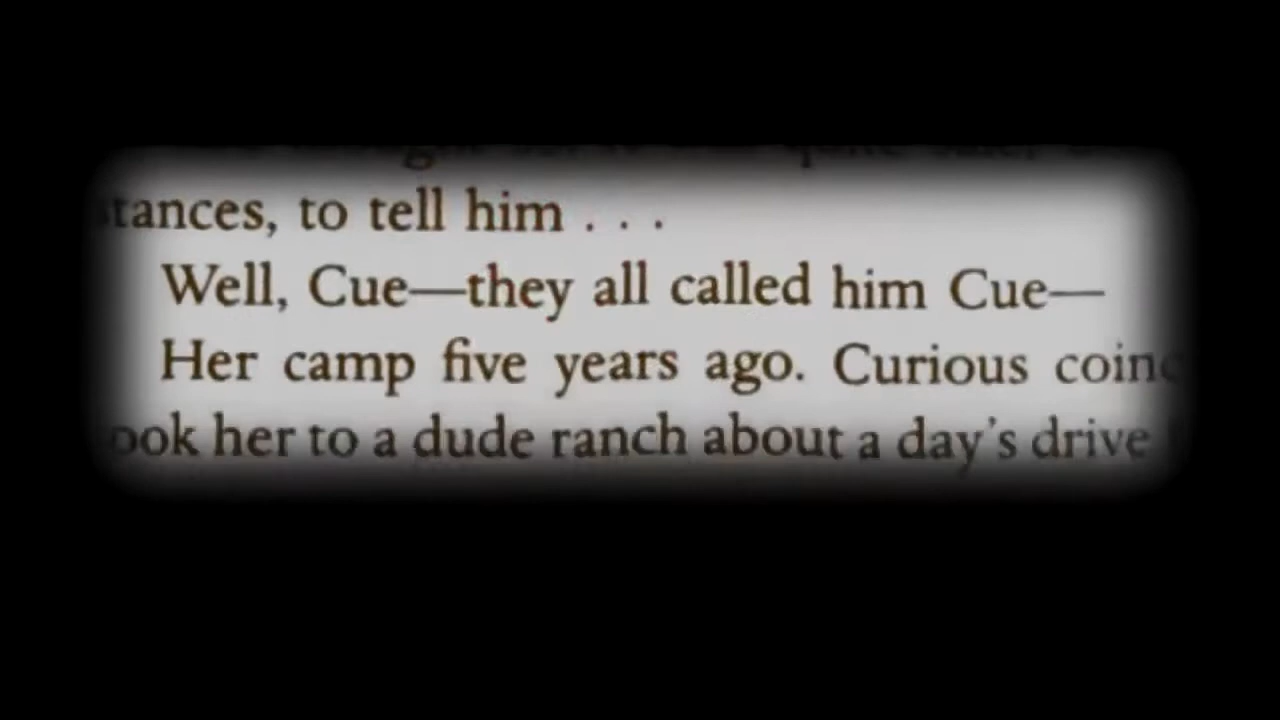 tances, to tell him . . .
Well, Cue—they all called him Cue—
Her camp five years ago. Curious coinc
ook her to a dude ranch about a day's drive